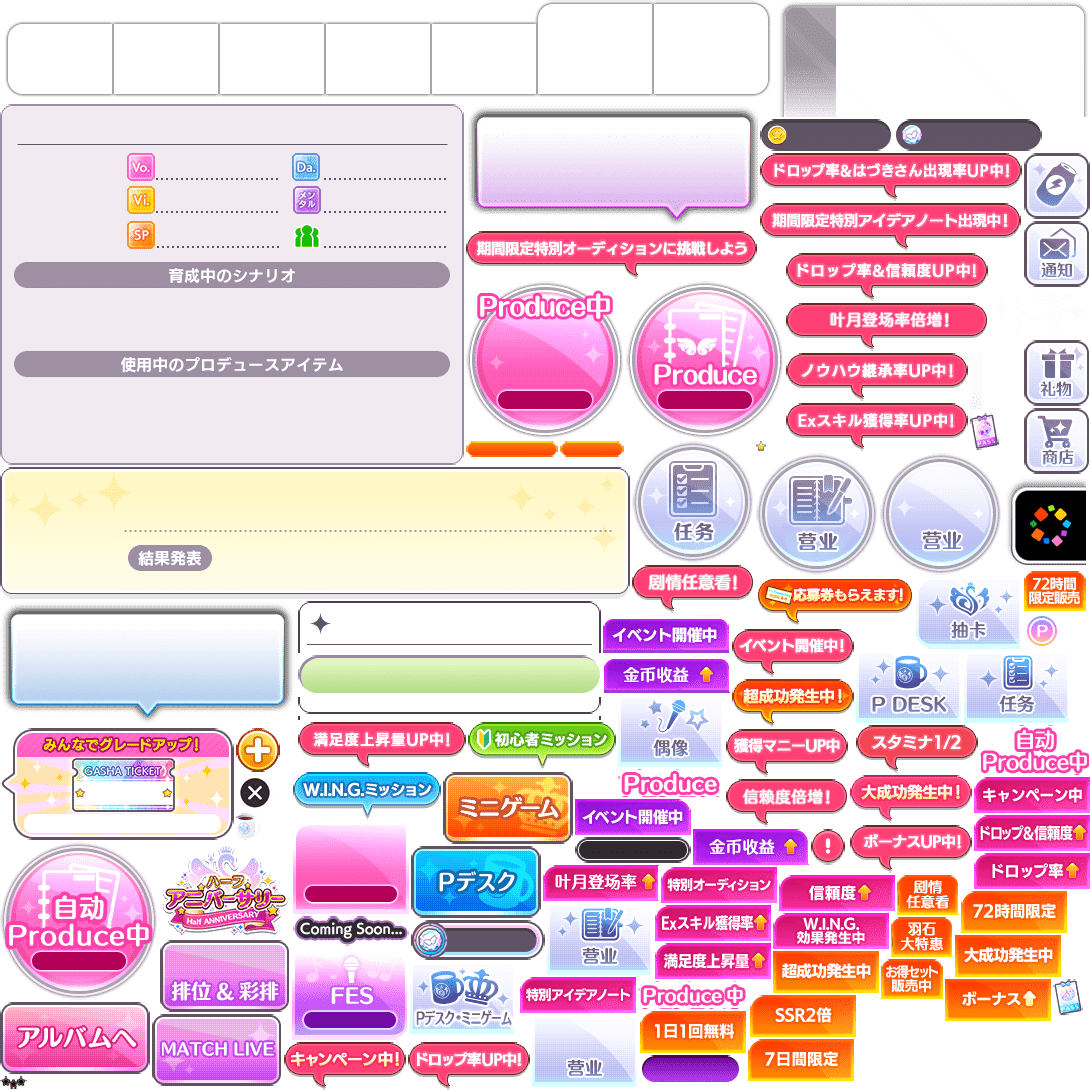 Vo.
Da.
Vi.
メンタル
SP
育成中のシナリオ
使用中のプロデュースアイテム
結果発表
期間限定特別オーディションに挑戦しよう
Produce中
Produce
ドロップ率&はづきさん出現率UP中!
期間限定特別アイデアノート出現中!
ドロップ率&信頼度UP中!
叶月登场率倍増!
ノウハウ継承率UP中!
Exスキル獲得率UP中!
PASS
通知
礼物
商店
任务
营业
营业
剧情任意看!
応募券もらえます!
抽卡
72時間
限定販売
P
イベント開催中
金币收益
イベント開催中!
超成功発生中!
P DESK
任务
偶像
満足度上昇量UP中!
初心者ミッション
獲得マニーUP中
スタミナ1/2
自动
Produce中
みんなでグレードアップ!
GASHA TICKET
W.I.N.G.ミッション
ミニゲーム
Produce
イベント開催中
信赖度倍増!
大成功発生中!
キャンペーン中
金币收益
!
ボーナスUP中!
ドロップ&信頼度
ドロップ率
自动
Produce中
ハーフ
アニバーサリー
Half ANNIVERSARY
Pデスク
叶月登场率
特別オーディション
信頼度
剧情
任意看
72時間限定
Coming Soon...
营业
Exスキル獲得率
W.I.N.G.
効果発生中
羽石
大特惠
大成功発生中
満足度上昇量
超成功発生中
お得セット
販売中
排位 & 彩排
FES
Pデスク・ミニゲーム
特別アイデアノート
Produce中
ボーナス
SSR2倍
1日1回無料
アルバムへ
MATCH LIVE
キャンペーン中!
ドロップ率UP中!
营业
7日間限定